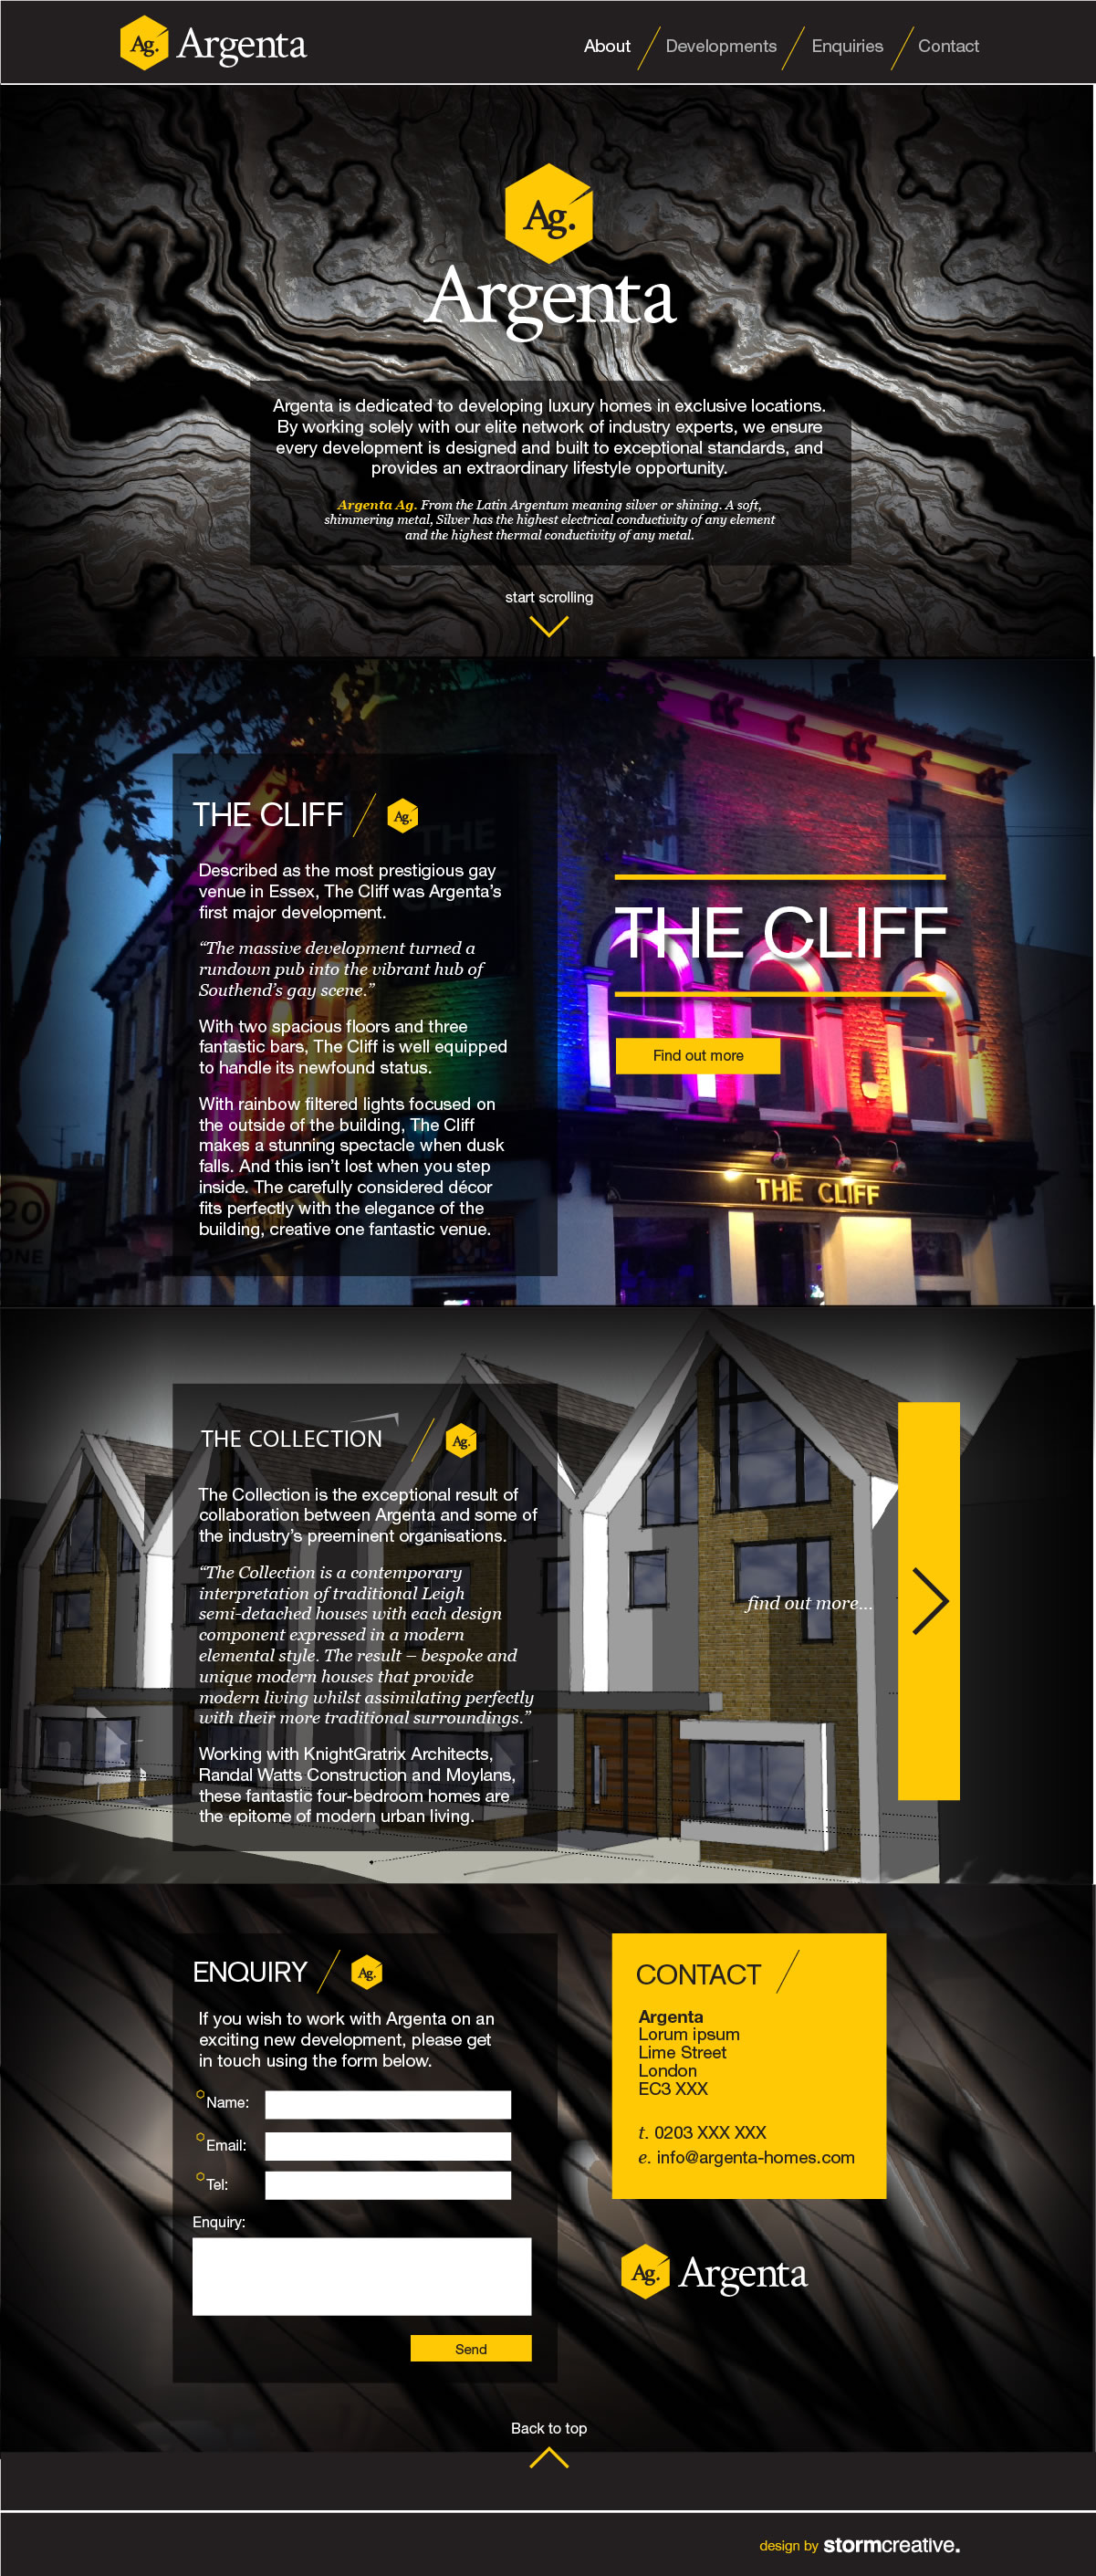 Ag. Argenta
About Developments Enquiries Contact
Ag.
Argenta
Argenta is dedicated to developing luxury homes in exclusive locations.
By working solely with our elite network of industry experts, we ensure
every development is designed and built to exceptional standards, and
provides an extraordinary lifestyle opportunity.
Argenta Ag. From the Latin Argentum meaning silver or shining. A soft,
shimmering metal, Silver has the highest electrical conductivity of any element
and the highest thermal conductivity of any metal.
start scrolling
THE CLIFF Ag.
Described as the most prestigious gay
venue in Essex, The Cliff was Argenta’s
first major development.
“The massive development turned a
rundown pub into the vibrant hub of
Southend’s gay scene.”
With two spacious floors and three
fantastic bars, The Cliff is well equipped
to handle its newfound status.
With rainbow filtered lights focused on
the outside of the building, The Cliff
makes a stunning spectacle when dusk
falls. And this isn’t lost when you step
inside. The carefully considered décor
fits perfectly with the elegance of the
building, creative one fantastic venue.
THE
20
ONE
THE CLIFF
Find out more
THE CLIFF
THE COLLECTION Ag.
The Collection is the exceptional result of
collaboration between Argenta and some of
the industry’s preeminent organisations.
“The Collection is a contemporary
interpretation of traditional Leigh
semi-detached houses with each design
component expressed in a modern
elemental style. The result – bespoke and
unique modern houses that provide
modern living whilst assimilating perfectly
with their more traditional surroundings.”
Working with KnightGratrix Architects,
Randal Watts Construction and Moylans,
these fantastic four-bedroom homes are
the epitome of modern urban living.
find out more...
ENQUIRY Ag.
If you wish to work with Argenta on an
exciting new development, please get
in touch using the form below.
Name:
Email:
Tel:
Enquiry:
Send
CONTACT
Argenta
Lorum ipsum
Lime Street
London
EC3 XXX
t. 0203 XXX XXX
e. info@argenta-homes.com
Ag. Argenta
Back to top
design by stormcreative.